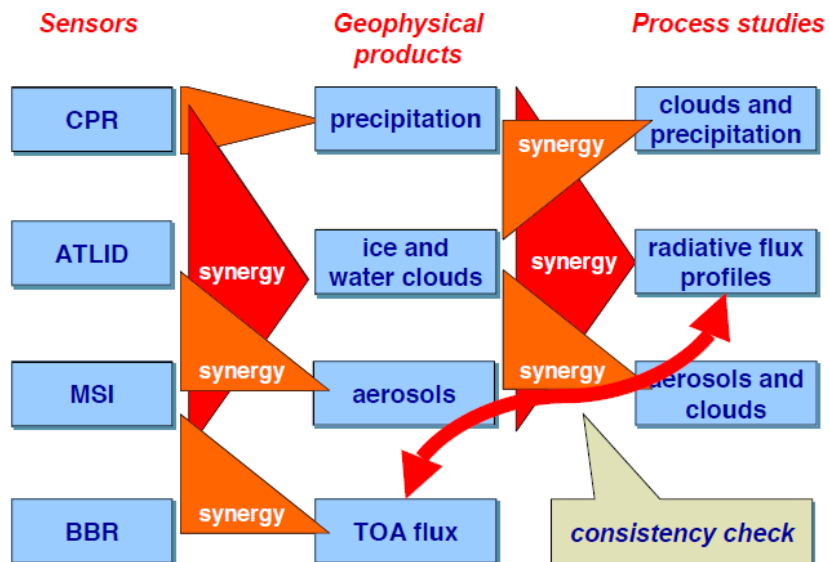 Sensors
Geophysical
products
Process studies
CPR
precipitation
clouds and
precipitation
synergy
ATLID
synergy
ice and
water clouds
synergy
radiative flux
profiles
MSI
synergy
aerosols
synergy
aerosols and
clouds
BBR
synergy
TOA flux
consistency check